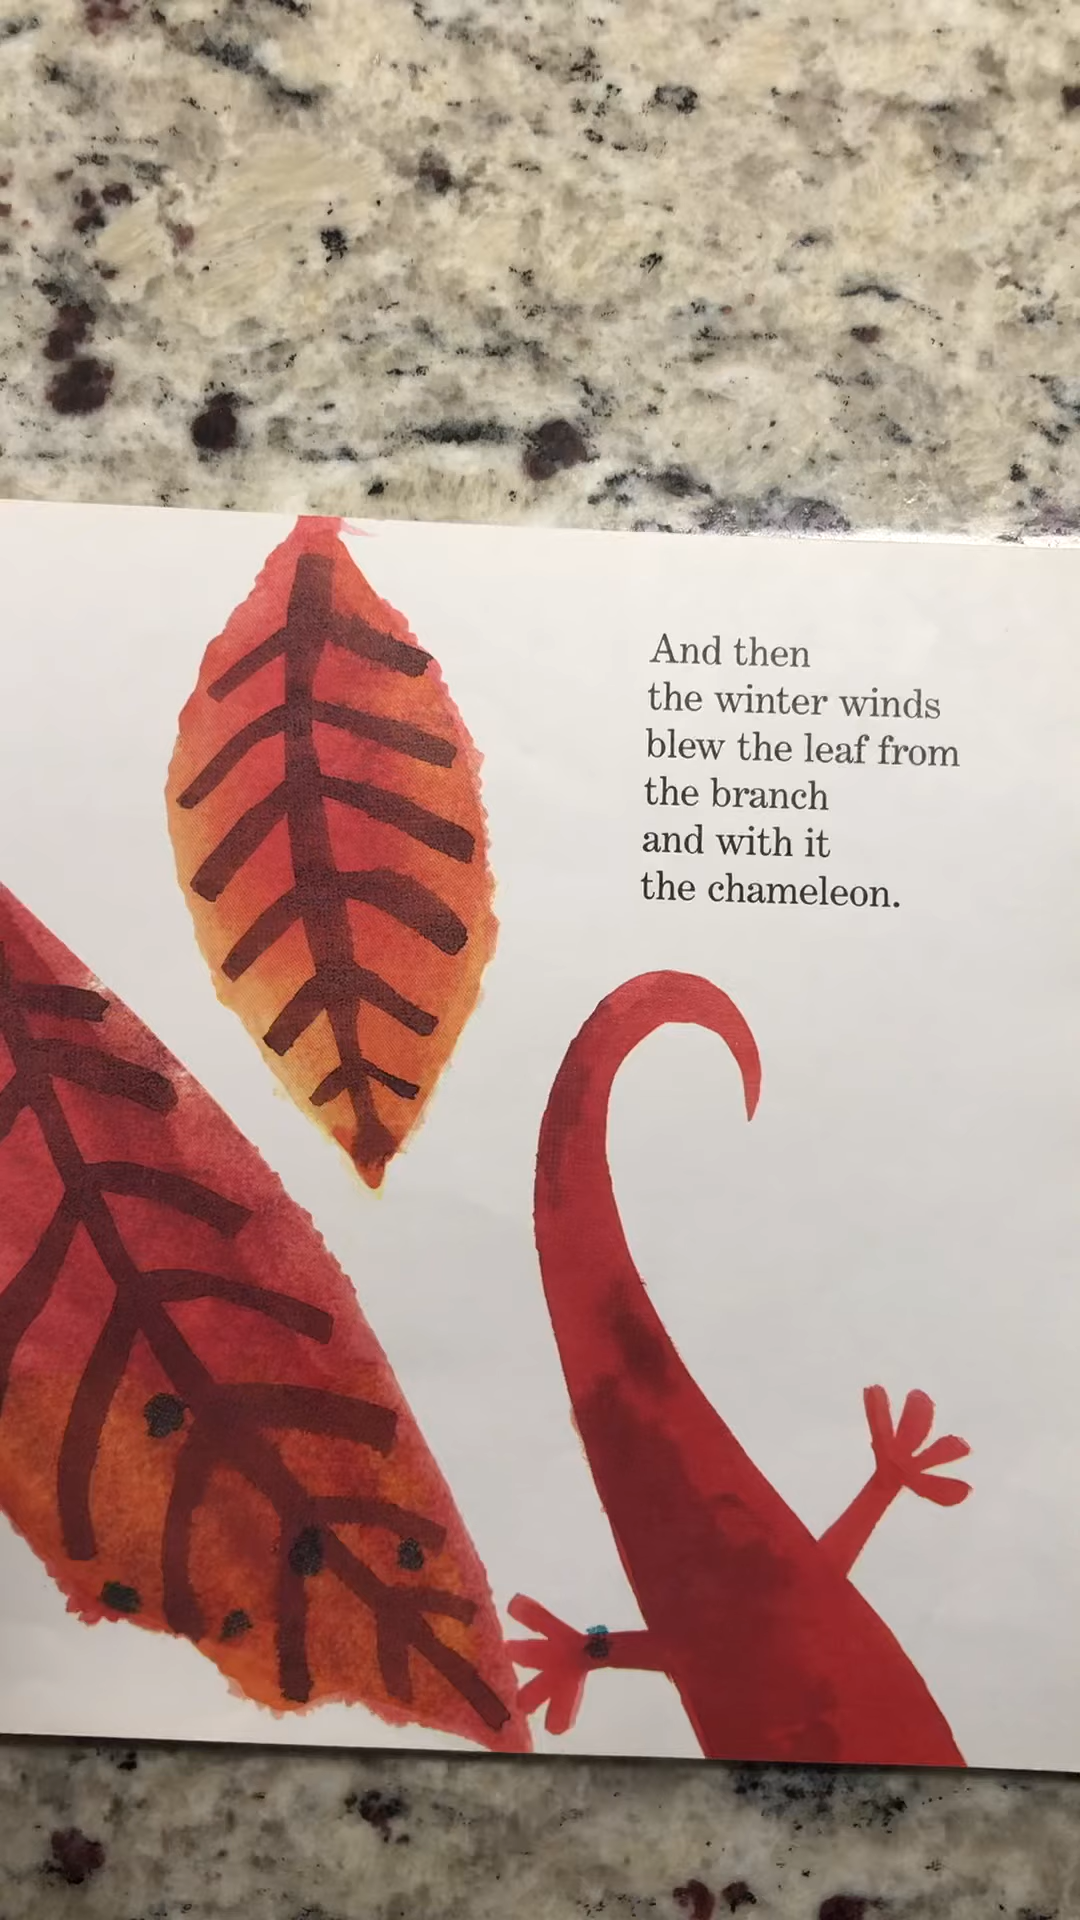 And then
the winter winds
blew the leaf from
the branch
and with it
the chameleon.